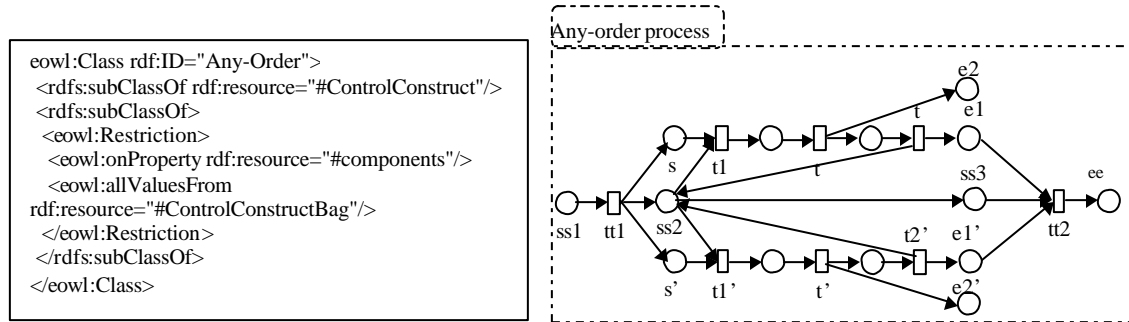 eowl:Class rdf:ID="Any-Order">
<rdfs:subClassOf rdf:resource="#ControlConstruct"/>
<rdfs:subClassOf>
<eowl:Restriction>
<eowl:onProperty rdf:resource="#components"/>
<eowl:allValuesFrom
rdf:resource="#ControlConstructBag"/>
</eowl:Restriction>
</rdfs:subClassOf>
</eowl:Class>
Any-order process
e2
t
e1
s
t1
t
ss3
ee
ss1
tt1
ss2
t2’
e1’
tt2
s’
t1’
t’
e2’